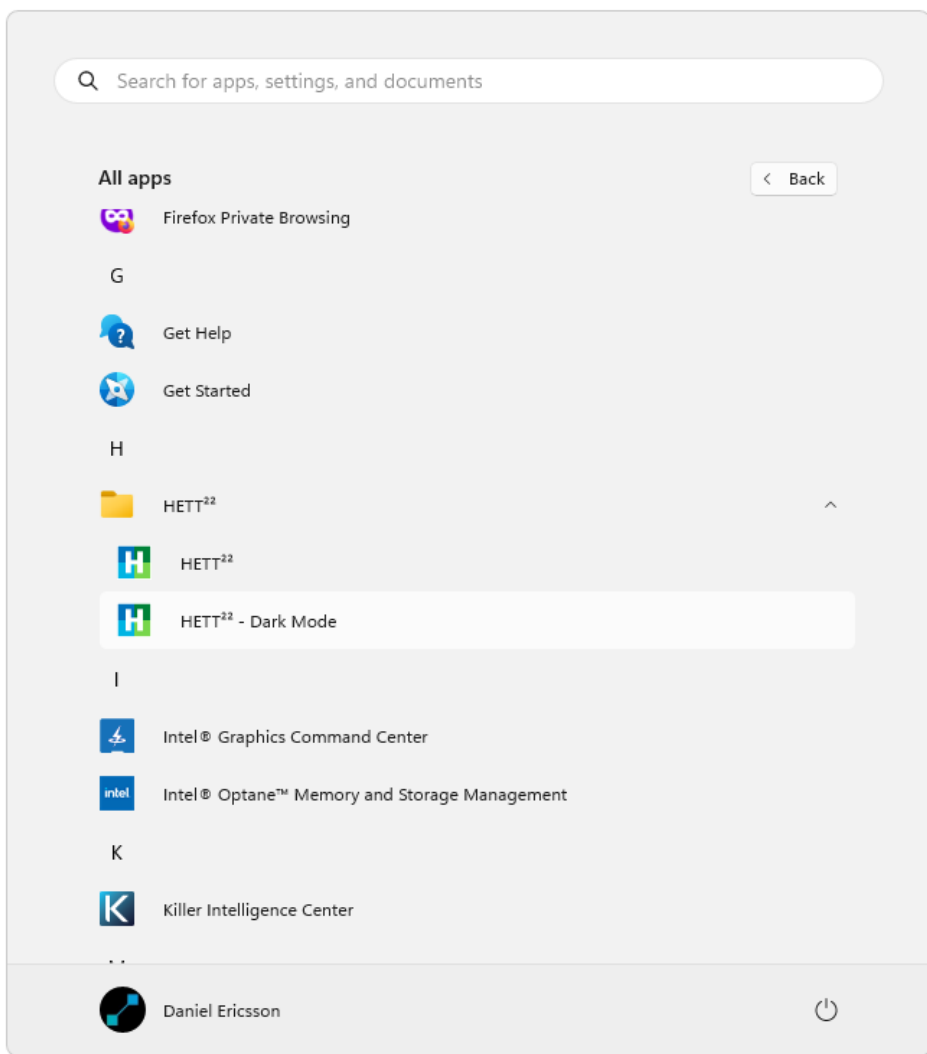 Search for apps, settings, and documents
All apps
Back
Firefox Private Browsing
G
Get Help
Get Started
H
HETT²²
HETT²²
HETT²² - Dark Mode
I
Intel® Graphics Command Center
intel
Intel® Optane™ Memory and Storage Management
K
Killer Intelligence Center
Daniel Ericsson